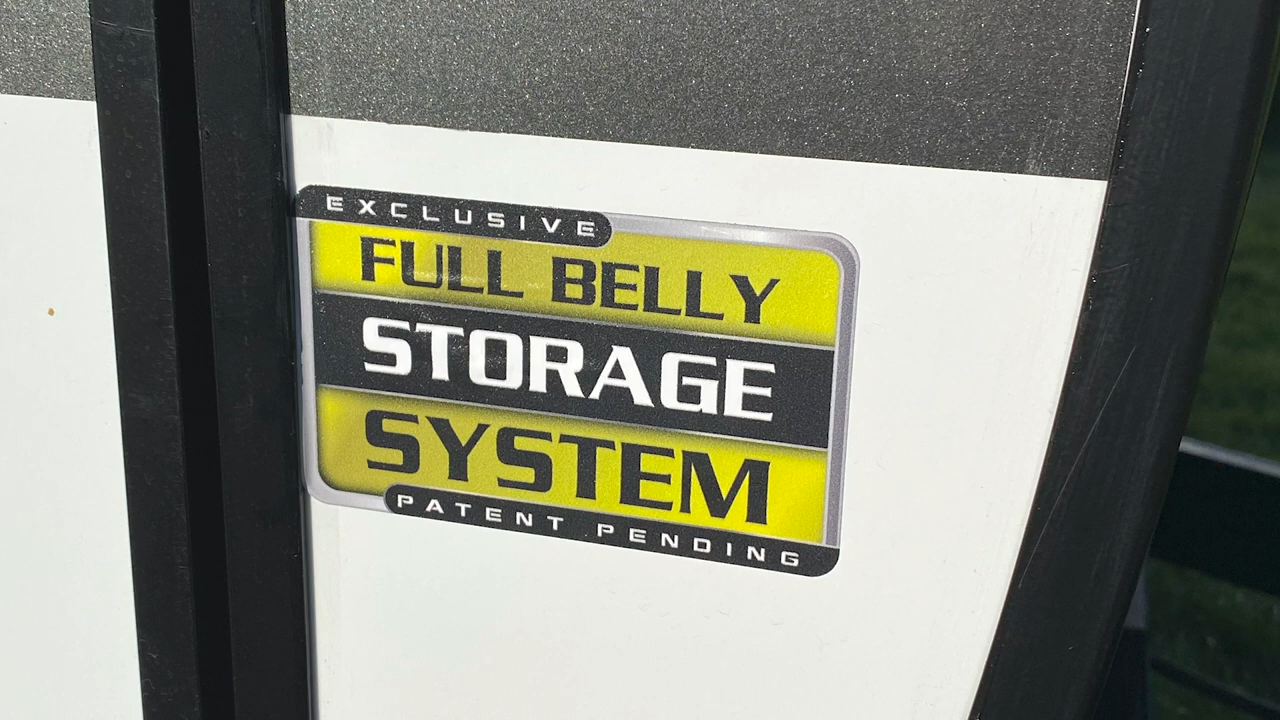 EXCLUSIVE
FULL BELLY
STORAGE
SYSTEM
PATENT PENDING